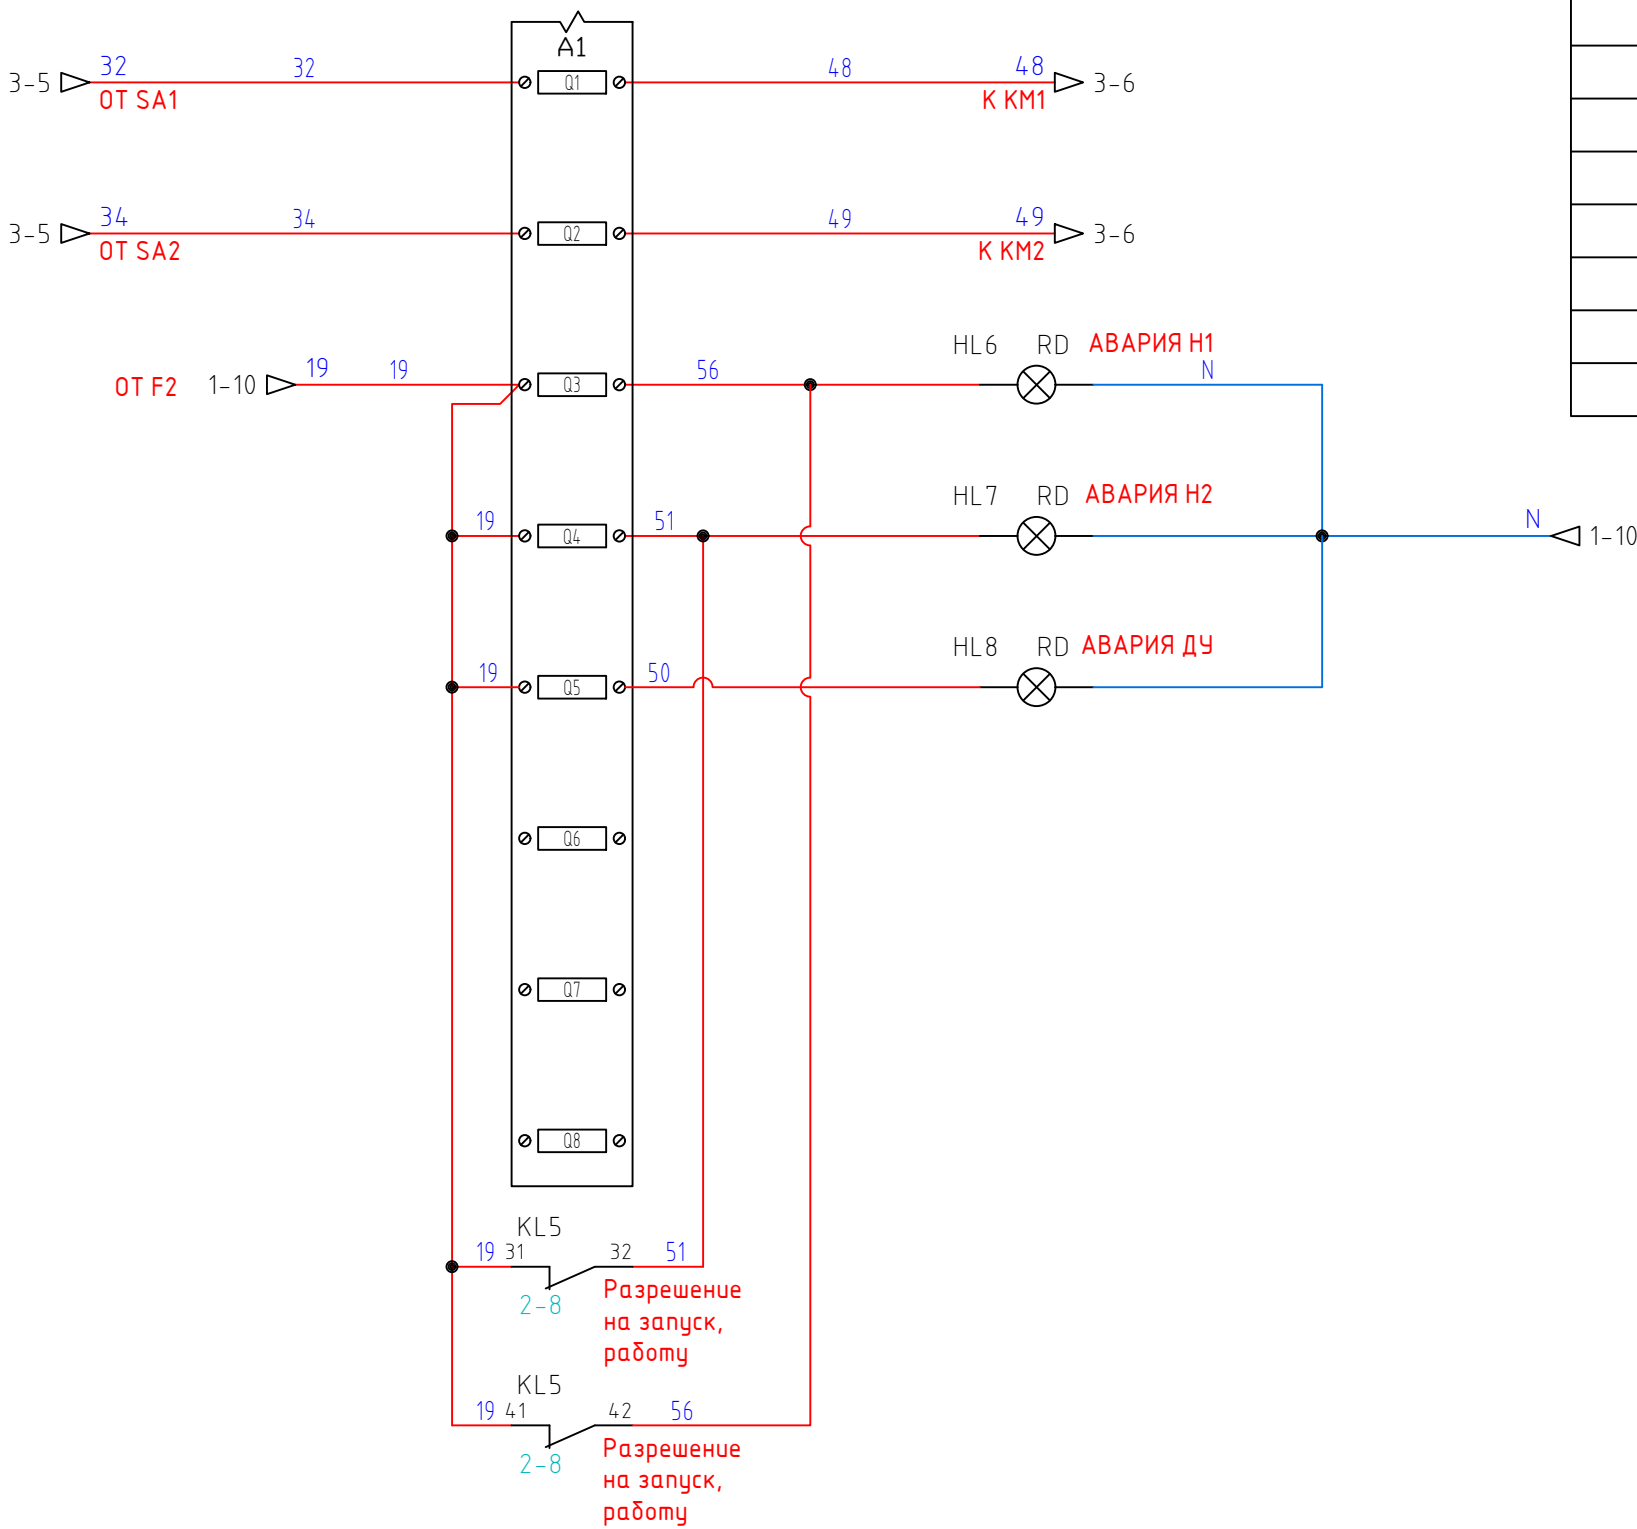 A1
3-5 32 32 Q1 48 48 3-6
ОТ SA1 К КМ1
3-5 34 34 Q2 49 49 3-6
ОТ SA2 К КМ2
HL6 RD АВАРИЯ Н1
ОТ F2 1-10 19 19 Q3 56 N
HL7 RD АВАРИЯ Н2
19 Q4 51 N 1-10
HL8 RD АВАРИЯ ДУ
19 Q5 50
Q6
Q7
Q8
KL5
19 31 32 51
2-8
Разрешение
на запуск,
работу
KL5
19 41 42 56
2-8
Разрешение
на запуск,
работу